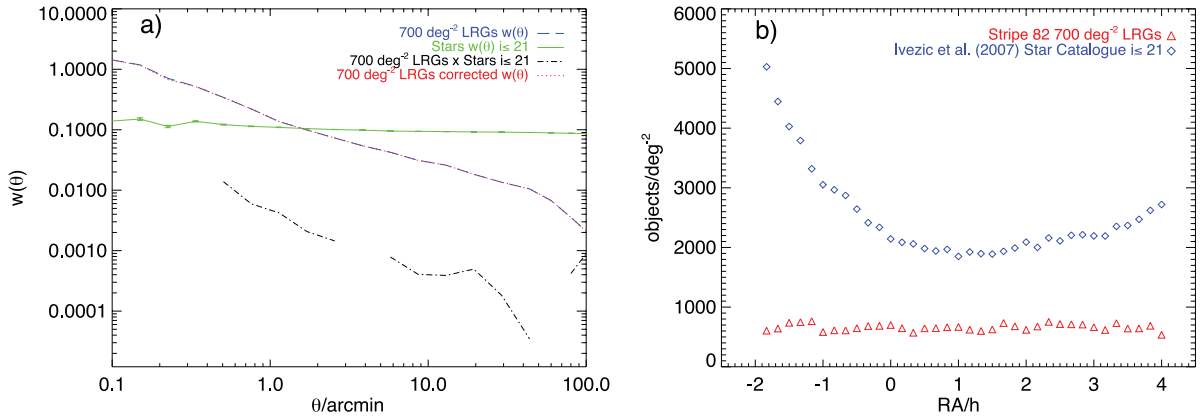 a)
700 deg⁻² LRGs w(θ)
Stars w(θ) i≤ 21
700 deg⁻² LRGs x Stars i≤ 21
700 deg⁻² LRGs corrected w(θ)
10.0000
1.0000
0.1000
0.0100
0.0010
0.0001
w(θ)
0.1
1.0
10.0
100.0
θ/arcmin
b)
Stripe 82 700 deg⁻² LRGs
Ivezic et al. (2007) Star Catalogue i≤ 21
6000
5000
4000
3000
2000
1000
0
objects/deg⁻²
-2
-1
0
1
2
3
4
RA/h